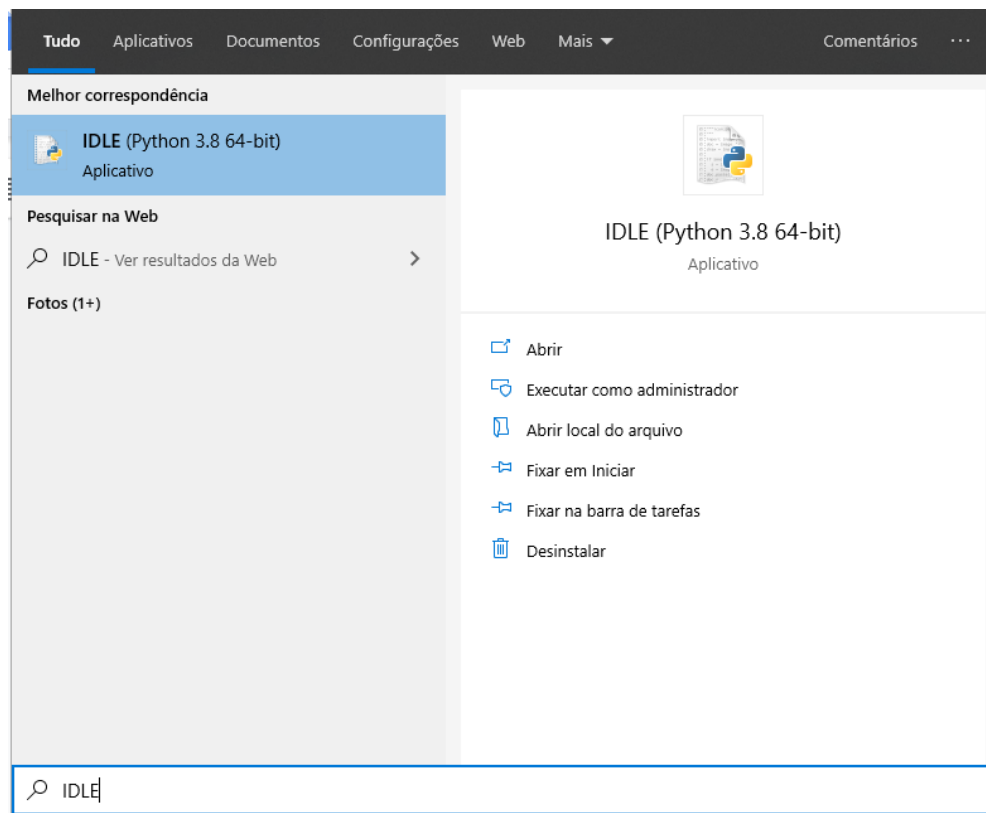 Tudo Aplicativos Documentos Configurações Web Mais Comentários ...
Melhor correspondência
IDLE (Python 3.8 64-bit)
Aplicativo
Pesquisar na Web
IDLE - Ver resultados da Web
Fotos (1+)
IDLE (Python 3.8 64-bit)
Aplicativo
Abrir
Executar como administrador
Abrir local do arquivo
Fixar em Iniciar
Fixar na barra de tarefas
Desinstalar
IDLE